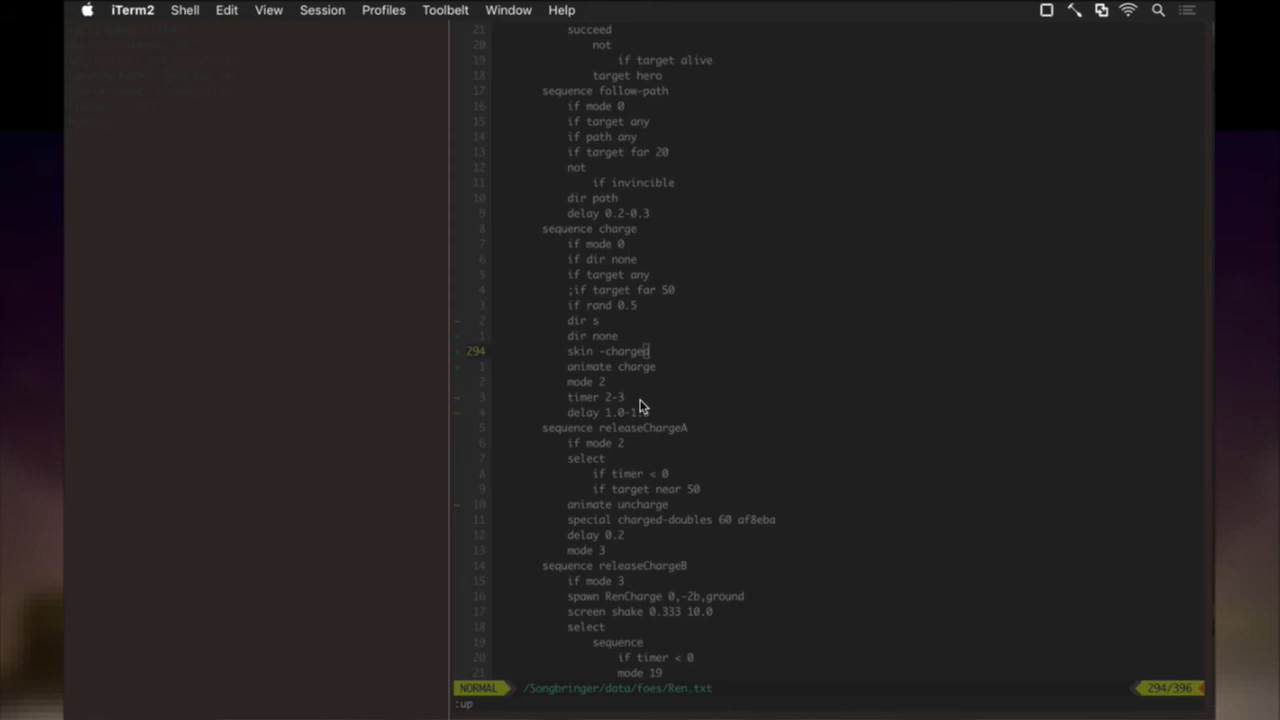 iTerm2 Shell Edit View Session Profiles Toolbelt Window Help
21 succeed
20 not
19 if target alive
18 target hero
17 sequence follow-path
16 if mode 0
15 if target any
14 if path any
13 if target far 20
12 not
11 if invincible
10 dir path
9 delay 0.2-0.3
8 sequence charge
7 if mode 0
6 if dir none
5 if target any
4 ;if target far 50
3 if rand 0.5
~ 2 dir s
+ 1 dir none
+ 294 skin -charged
+ 1 animate charge
2 mode 2
~ 3 timer 2-3
~ 4 delay
5 sequence releaseChargeA
6 if mode 2
7 select
8 if timer < 0
9 if target near 50
~ 10 animate uncharge
11 special charged-doubles 60 af8eba
12 delay 0.2
13 mode 3
14 sequence releaseChargeB
15 if mode 3
16 spawn RenCharge 0,-2b,ground
17 screen shake 0.333 10.0
18 select
19 sequence
20 if timer < 0
21 mode 19
NORMAL /Songbringer/data/foes/Ren.txt 294/396
:up